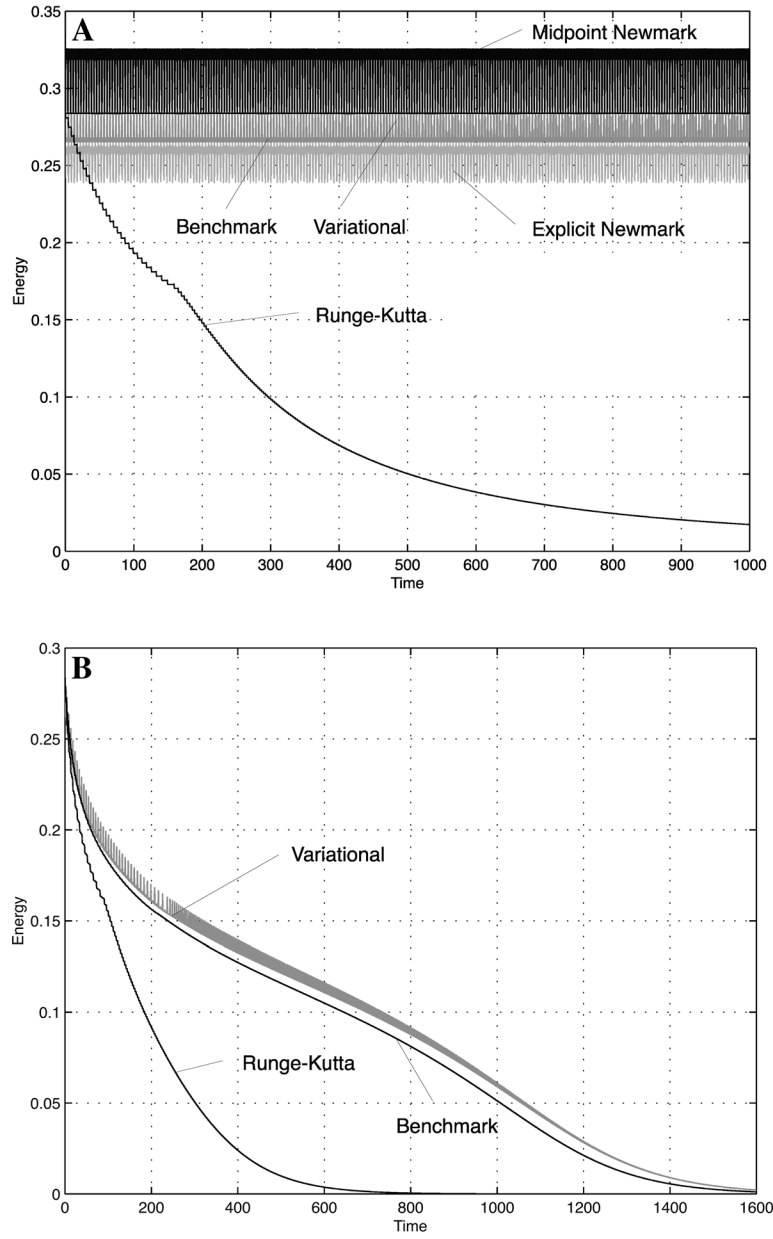 A
0.35
0.3
0.25
0.2
0.15
0.1
0.05
0
Energy
Midpoint Newmark
Benchmark
Variational
Explicit Newmark
Runge-Kutta
0 100 200 300 400 500 600 700 800 900 1000
Time
B
0.3
0.25
0.2
0.15
0.1
0.05
0
Energy
Variational
Runge-Kutta
Benchmark
0 200 400 600 800 1000 1200 1400 1600
Time